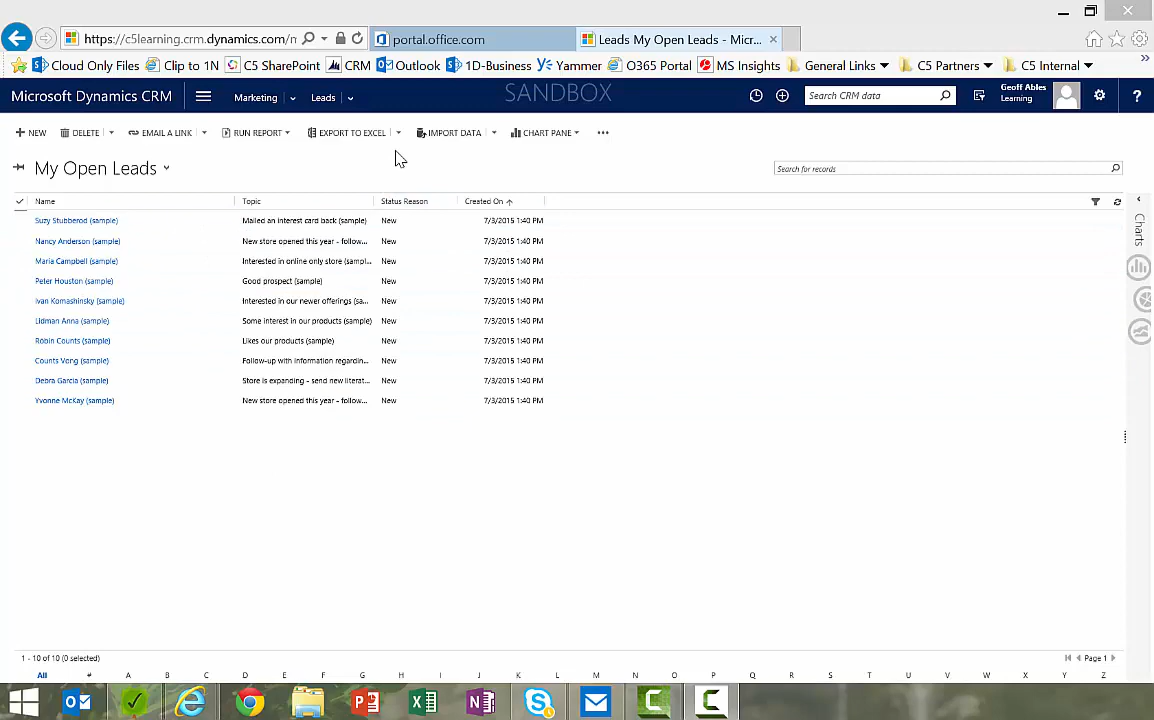 https://c5learning.crm.dynamics.com/n
portal.office.com
Leads My Open Leads - Micr...
Cloud Only Files
Clip to 1N
C5 SharePoint
CRM
Outlook
1D-Business
Yammer
O365 Portal
MS Insights
General Links
C5 Partners
C5 Internal
Microsoft Dynamics CRM
Marketing
Leads
SANDBOX
Search CRM data
Geoff Ables
Learning
?
NEW
DELETE
EMAIL A LINK
RUN REPORT
EXPORT TO EXCEL
IMPORT DATA
CHART PANE
My Open Leads
Search for records
Name Topic Status Reason Created On
Suzy Stubberod (sample) Mailed an interest card back (sample) New 7/3/2015 1:40 PM
Nancy Anderson (sample) New store opened this year - follow... New 7/3/2015 1:40 PM
Maria Campbell (sample) Interested in online only store (sampl... New 7/3/2015 1:40 PM
Peter Houston (sample) Good prospect (sample) New 7/3/2015 1:40 PM
Ivan Komashinsky (sample) Interested in our newer offerings (sa... New 7/3/2015 1:40 PM
Lidman Anna (sample) Some interest in our products (sample) New 7/3/2015 1:40 PM
Robin Counts (sample) Likes our products (sample) New 7/3/2015 1:40 PM
Counts Vong (sample) Follow-up with information regardin... New 7/3/2015 1:40 PM
Debra Garcia (sample) Store is expanding - send new literat... New 7/3/2015 1:40 PM
Yvonne McKay (sample) New store opened this year - follow... New 7/3/2015 1:40 PM
Charts
1 - 10 of 10 (0 selected)
Page 1
All # A B C D E F G H I J K L M N O P Q R S T U V W X Y Z